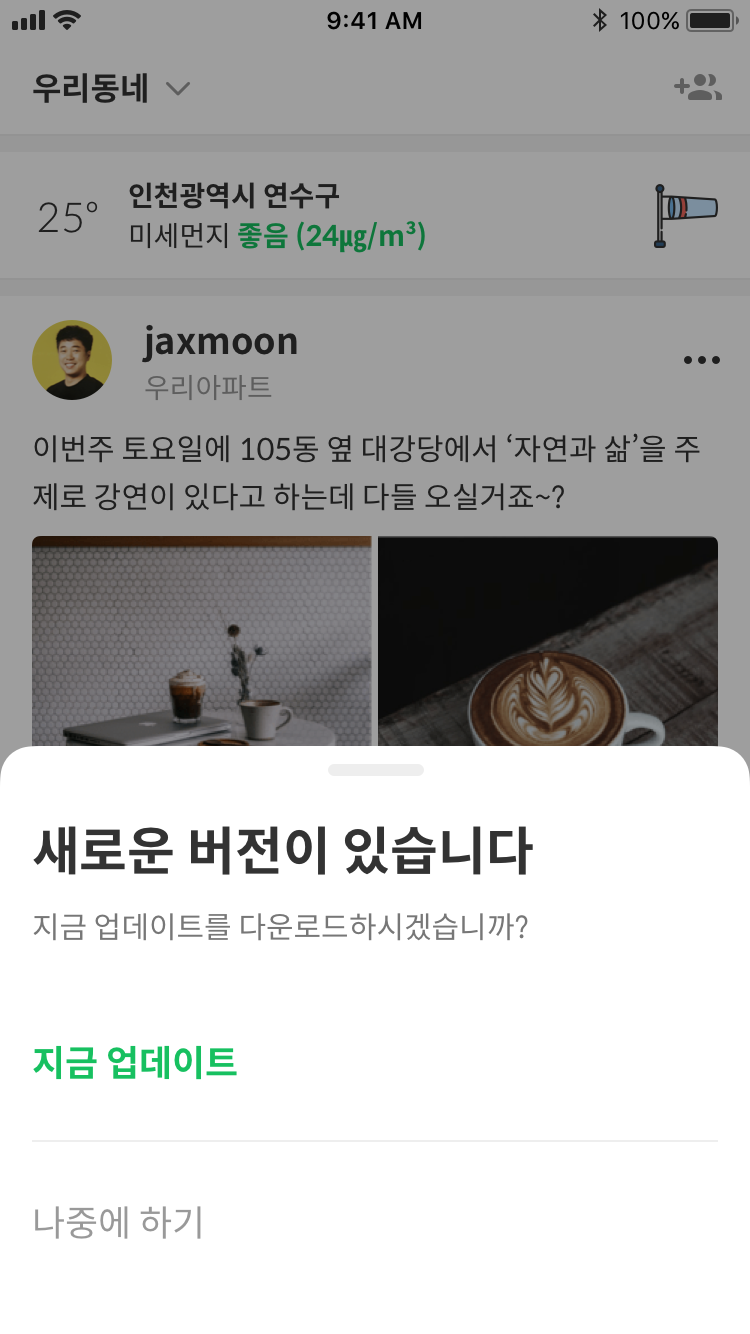 9:41 AM
100%
우리동네
25°
인천광역시 연수구
미세먼지 좋음 (24㎍/m³)
jaxmoon
우리아파트
이번주 토요일에 105동 옆 대강당에서 ‘자연과 삶’을 주
제로 강연이 있다고 하는데 다들 오실거죠~?
새로운 버전이 있습니다
지금 업데이트를 다운로드하시겠습니까?
지금 업데이트
나중에 하기